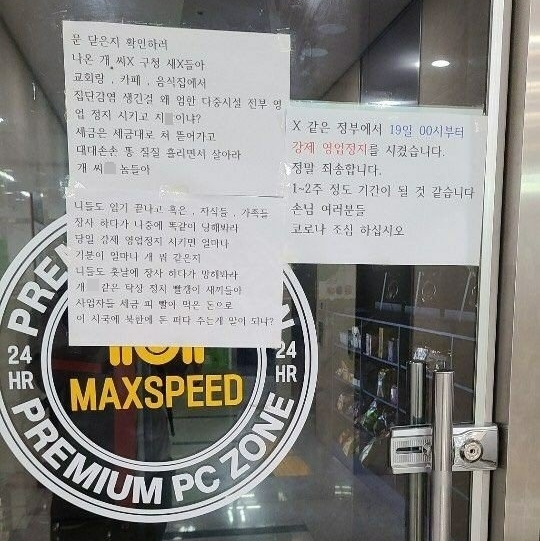 문 닫은지 확인하러
나온 개 씨X 구청 새X들아
교회랑 , 카페 , 음식집에서
집단감염 생긴걸 왜 엄한 다중시설 전부 영
업 정지 시키고 지 이냐?
세금은 세금대로 쳐 뜯어가고
대대손손 똥 질질 흘리면서 살아라
개 씨 놈들아
니들도 임기 끝나고 혹은 , 자식들 , 가족들
장사 하다가 나중에 똑같이 당해봐라
당일 강제 영업정지 시키면 얼마나
기분이 얼마나 개 뭐 같은지
니들도 훗날에 장사 하다가 망해봐라
개 같은 탁상 정치 빨갱이 새끼들아
사업자들 세금 피 빨아 먹은 돈으로
이 시국에 북한에 돈 퍼다 주는게 말이 되냐?
X 같은 정부에서 19일 00시부터
강제 영업정지를 시켰습니다.
정말 죄송합니다.
1~2주 정도 기간이 될 것 같습니다
손님 여러분들
코로나 조심 하십시오
24
HR
MAXSPEED
24
HR
PREMIUM PC ZONE